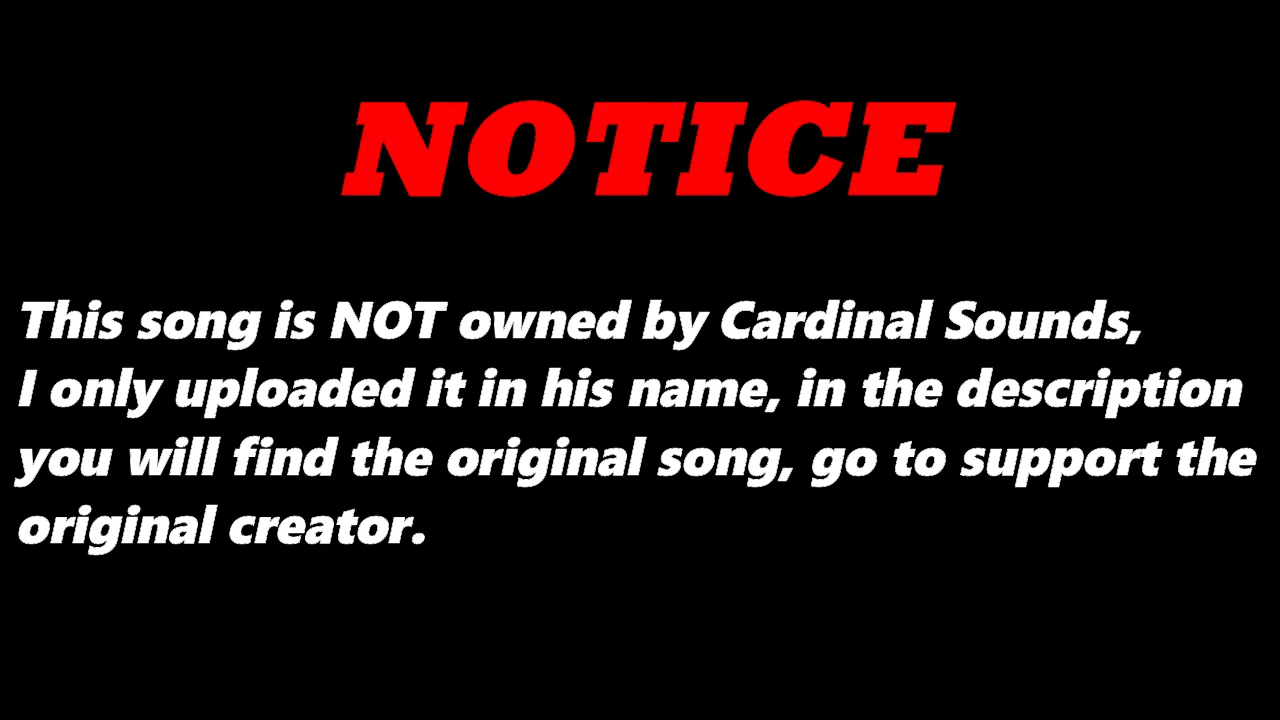 NOTICE
This song is NOT owned by Cardinal Sounds,
I only uploaded it in his name, in the description
you will find the original song, go to support the
original creator.